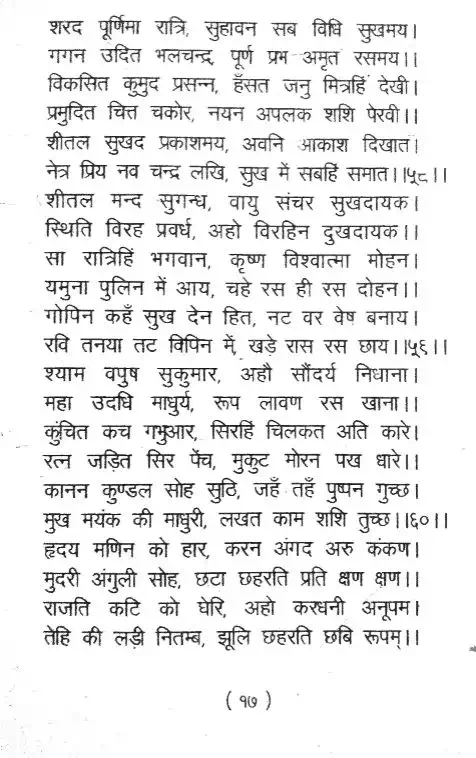 शरद पूर्णिमा रात्रि, सुहावन सब विधि सुखमय।
गगन उदित भलचन्द्र, पूर्ण प्रभ अमृत रसमय।।
विकसित कुमुद प्रसन्न, हँसत जनु मित्रहिं देखी।
प्रमुदित चित्त चकोर, नयन अपलक शशि पेरवी।।
शीतल सुखद प्रकाशमय, अवनि आकाश दिखात।
नेत्र प्रिय नव चन्द्र लखि, सुख में सबहिं समात।।५८।।
शीतल मन्द सुगन्ध, वायु संचर सुखदायक।
स्थिति विरह प्रवर्ध, अहो विरहिन दुखदायक।।
सा रात्रिहिं भगवान, कृष्ण विश्वात्मा मोहन।
यमुना पुलिन में आय, चहे रस ही रस दोहन।।
गोपिन कहँ सुख देन हित, नट वर वेष बनाय।
रवि तनया तट विपिन में, खड़े रास रस छाय।।५९।।
श्याम वपुष सुकुमार, अहौ सौंदर्य निधाना।
महा उदधि माधुर्य, रूप लावण रस खाना।।
कुंचित कच गभुआर, सिरहिं चिलकत अति कारे।
रत्न जड़ित सिर पेंच, मुकुट मोरन पख धारे।।
कानन कुण्डल सोह सुठि, जहँ तहँ पुष्पन गुच्छ।
मुख मयंक की माधुरी, लखत काम शशि तुच्छ।।६०।।
हृदय मणिन को हार, करन अंगद अरु कंकण।
मुदरी अंगुली सोह, छटा छहरति प्रति क्षण क्षण।।
राजति कटि को घेरि, अहो करधनी अनूपम।
तेहि की लड़ी नितम्ब, झूलि छहरति छबि रूपम्।।
(१७)